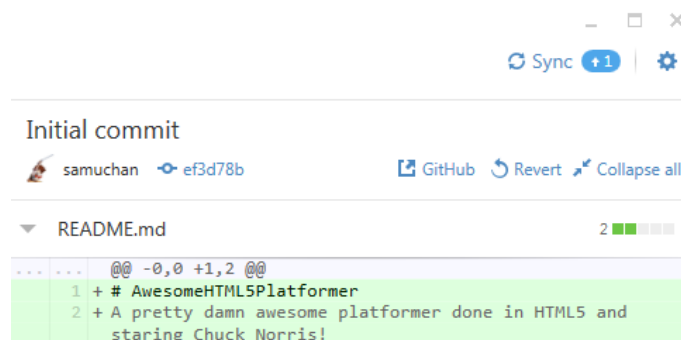 Sync 1
Initial commit
samuchan ef3d78b GitHub Revert Collapse all
README.md 2
... ... @@ -0,0 +1,2 @@
1 + # AwesomeHTML5Platformer
2 + A pretty damn awesome platformer done in HTML5 and
staring Chuck Norris!